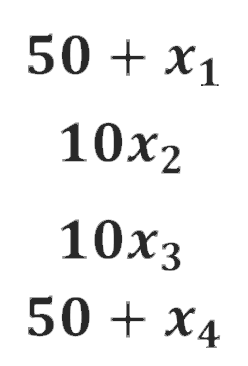 50 + x₁
10x₂
10x₃
50 + x₄